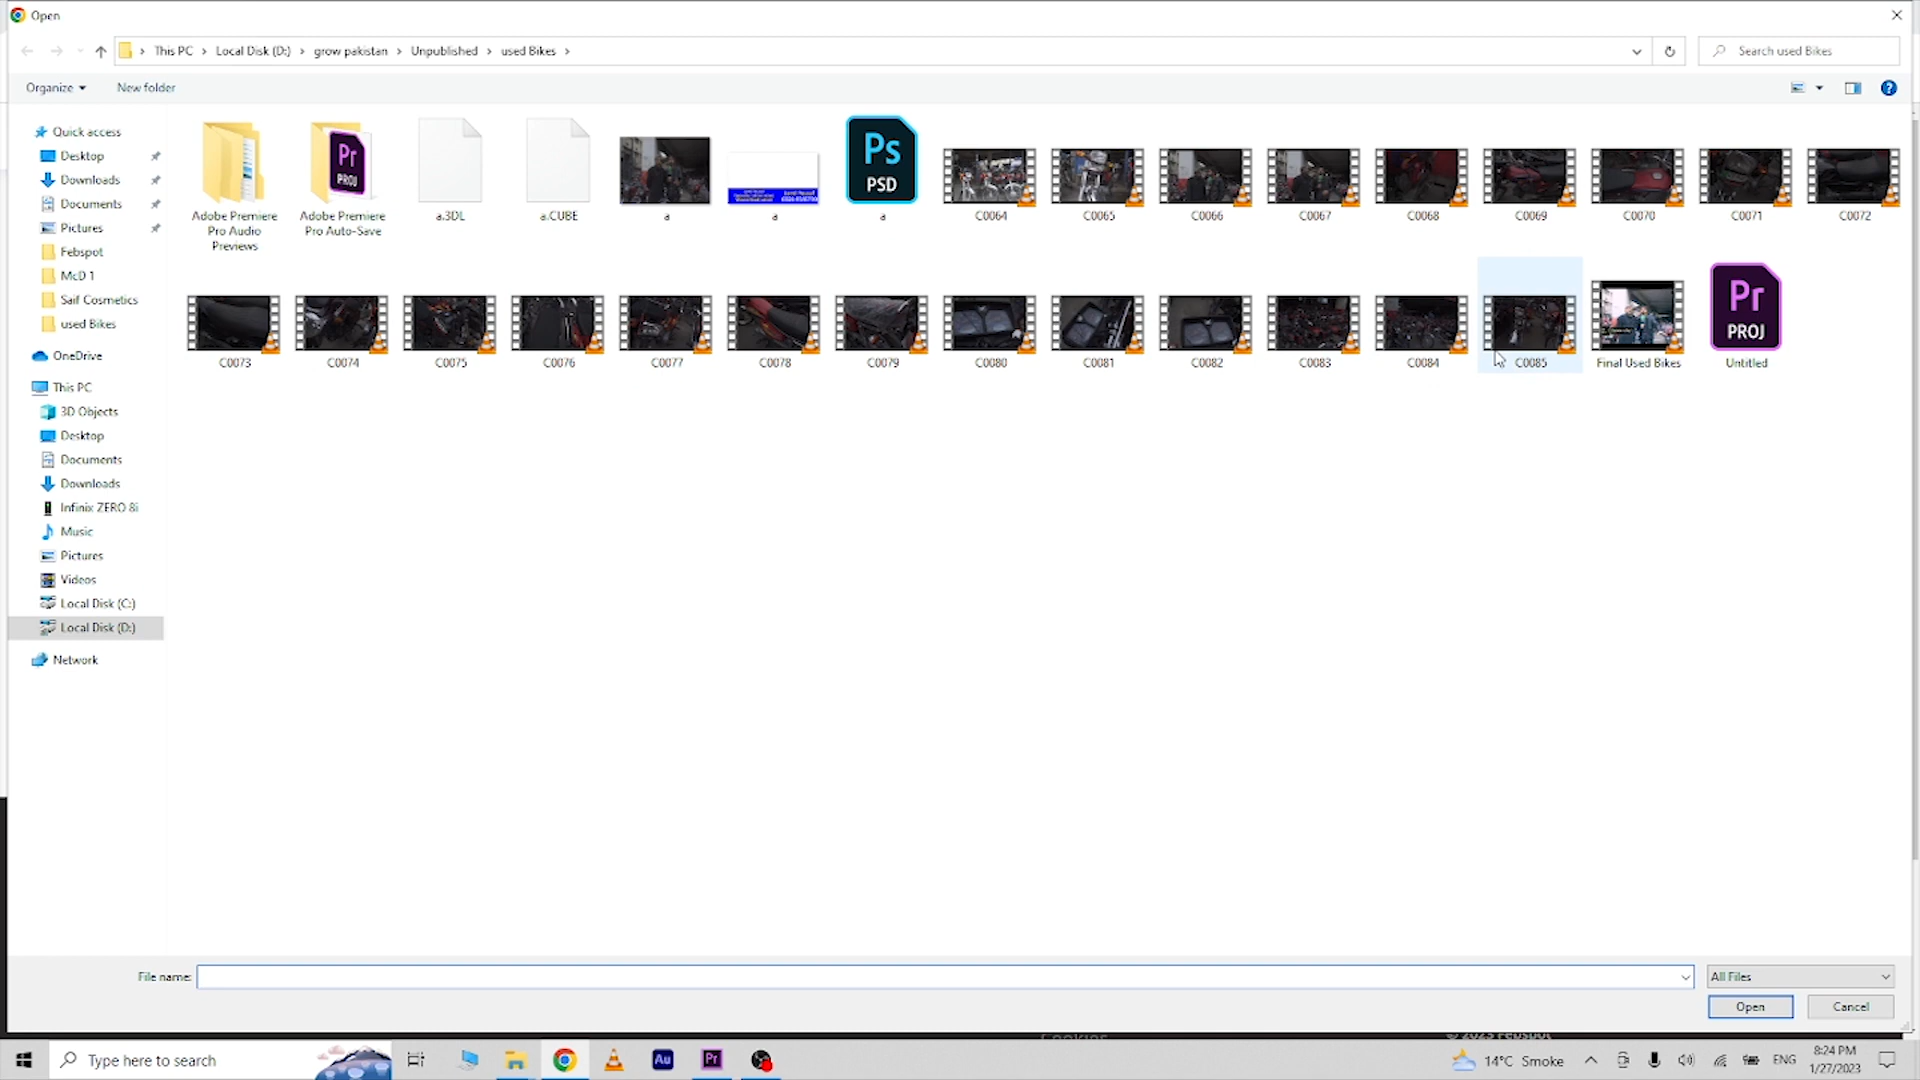 Open
This PC > Local Disk (D:) > grow pakistan > Unpublished > used Bikes >
Search used Bikes
Organize
New folder
Quick access
Desktop
Downloads
Documents
Pictures
Febspot
McD 1
Saif Cosmetics
used Bikes
OneDrive
This PC
3D Objects
Desktop
Documents
Downloads
Infinix ZERO 8i
Music
Pictures
Videos
Local Disk (C:)
Local Disk (D:)
Network
Pr
PROJ
Ps
PSD
Adobe Premiere Pro Audio Previews
Adobe Premiere Pro Auto-Save
a.3DL
a.CUBE
a
a
a
C0064
C0065
C0066
C0067
C0068
C0069
C0070
C0071
C0072
Pr
PROJ
C0073
C0074
C0075
C0076
C0077
C0078
C0079
C0080
C0081
C0082
C0083
C0084
C0085
Final Used Bikes
Untitled
File name:
All Files
Open
Cancel
Cookies
© 2023 Febspot
Type here to search
Au
Pr
14°C Smoke
ENG
8:24 PM
1/27/2023